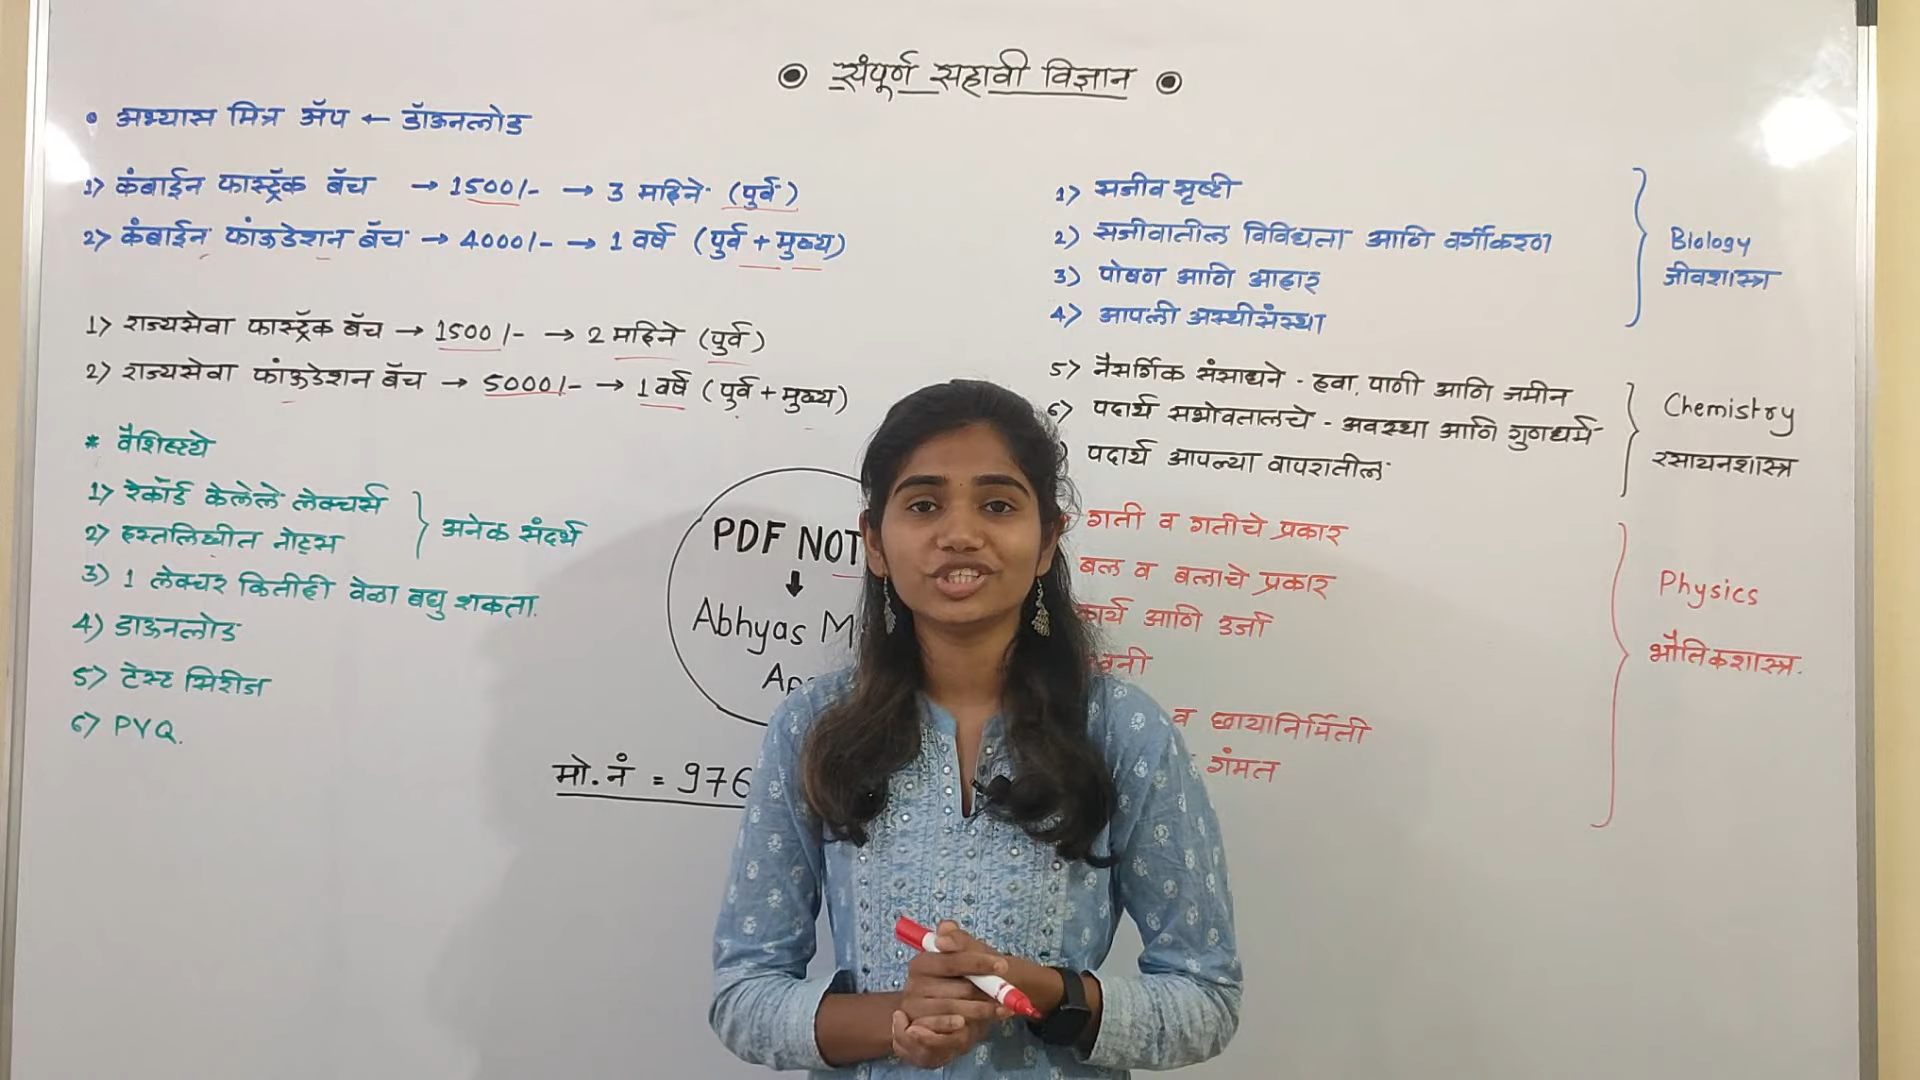 संपूर्ण सहावी विज्ञान
• अभ्यास मित्र ॲप ← डॉऊनलोड
1> कंबाईन फास्ट्रॅक बॅच → 1500/- → 3 महिने (पुर्व)
2> कंबाईन फांऊडेशन बॅच → 4000/- → 1 वर्ष (पुर्व + मुख्य)
1> राज्यसेवा फास्ट्रॅक बॅच → 1500/- → 2 महिने (पुर्व)
2> राज्यसेवा फांऊडेशन बॅच → 5000/- → 1 वर्ष (पुर्व + मुख्य)
* वैशिष्ट्ये
1> रेकॉर्ड केलेले लेक्चर्स
2> हस्तलिखीत नोट्स
अनेक संदर्भ
3) 1 लेक्चर कितीही वेळा बघु शकता.
4) डाऊनलोड
5> टेस्ट सिरीज
6> PYQ.
PDF NOT
↓
Abhyas M
Ap
मो.नं = 976
1> सजीव सृष्टी
2) सजीवातील विविधता आणि वर्गीकरण
3) पोषण आणि आहार
4> आपली अस्थीसंस्था
Biology
जीवशास्त्र
5> नैसर्गिक संसाधने - हवा, पाणी आणि जमीन
6> पदार्थ सभोवतालचे - अवस्था आणि गुणधर्म
) पदार्थ आपल्या वापरातील
Chemistry
रसायनशास्त्र
गती व गतीचे प्रकार
बल व बलाचे प्रकार
कार्य आणि उर्जा
वनी
व छायानिर्मिती
गंमत
Physics
भौतिकशास्त्र.